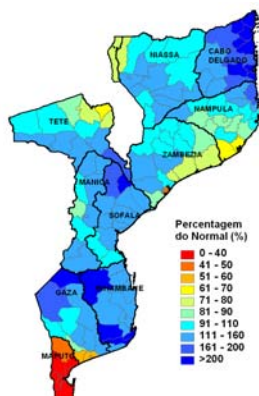 NIASSA
CABO
DELGADO
NAMPULA
TETE
ZAMBEZIA
MANICA
SOFALA
GAZA
INHAMBANE
MAPUTO
Percentagem
do Normal (%)
0 - 40
41 - 50
51 - 60
61 - 70
71 - 80
81 - 90
91 - 110
111 - 160
161 - 200
>200